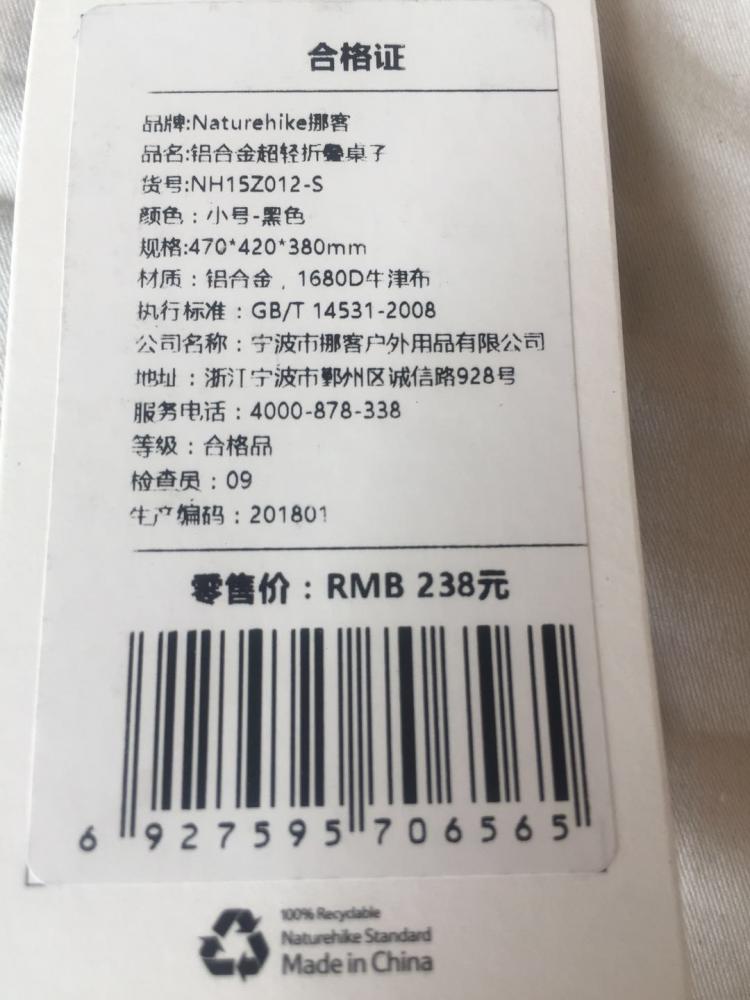 合格证
品牌:Naturehike挪客
品名:铝合金超轻折叠桌子
货号:NH15Z012-S
颜色：小号-黑色
规格:470*420*380mm
材质：铝合金，1680D牛津布
执行标准：GB/T 14531-2008
公司名称：宁波市挪客户外用品有限公司
地址：浙江宁波市鄞州区诚信路928号
服务电话：4000-878-338
等级：合格品
检查员：09
生产编码：201801
零售价：RMB 238元
6 927595 706565
100% Recyclable
Naturehike Standard
Made in China